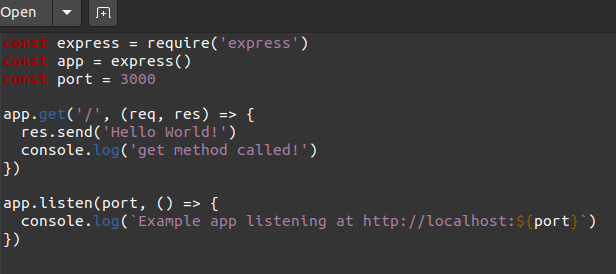 Open
const express = require('express')
const app = express()
const port = 3000
app.get('/', (req, res) => {
  res.send('Hello World!')
  console.log('get method called!')
})
app.listen(port, () => {
  console.log(`Example app listening at http://localhost:${port}`)
})